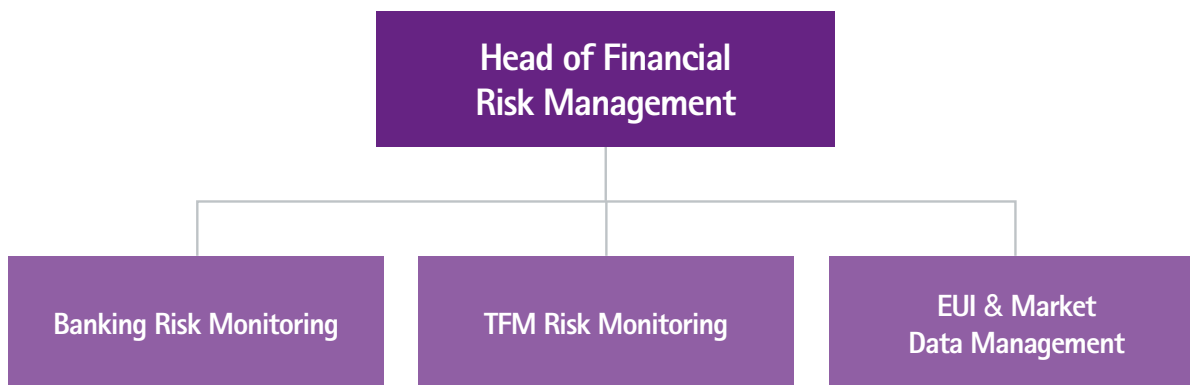 Head of Financial
Risk Management
Banking Risk Monitoring
TFM Risk Monitoring
EUI & Market
Data Management